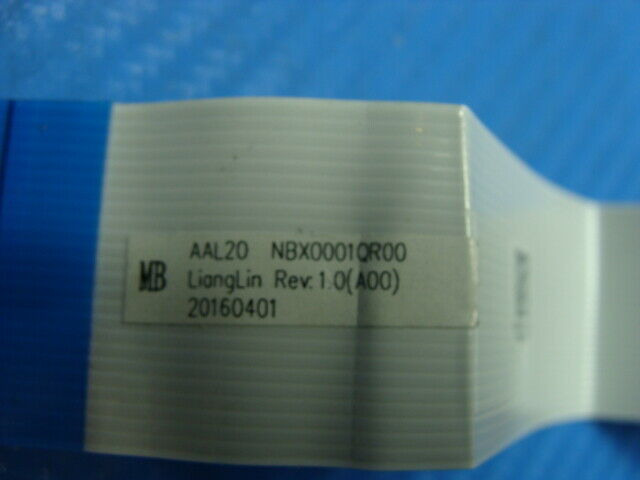 MB
AAL20 NBX0001QR00
LiangLin Rev: 1.0(A00)
20160401